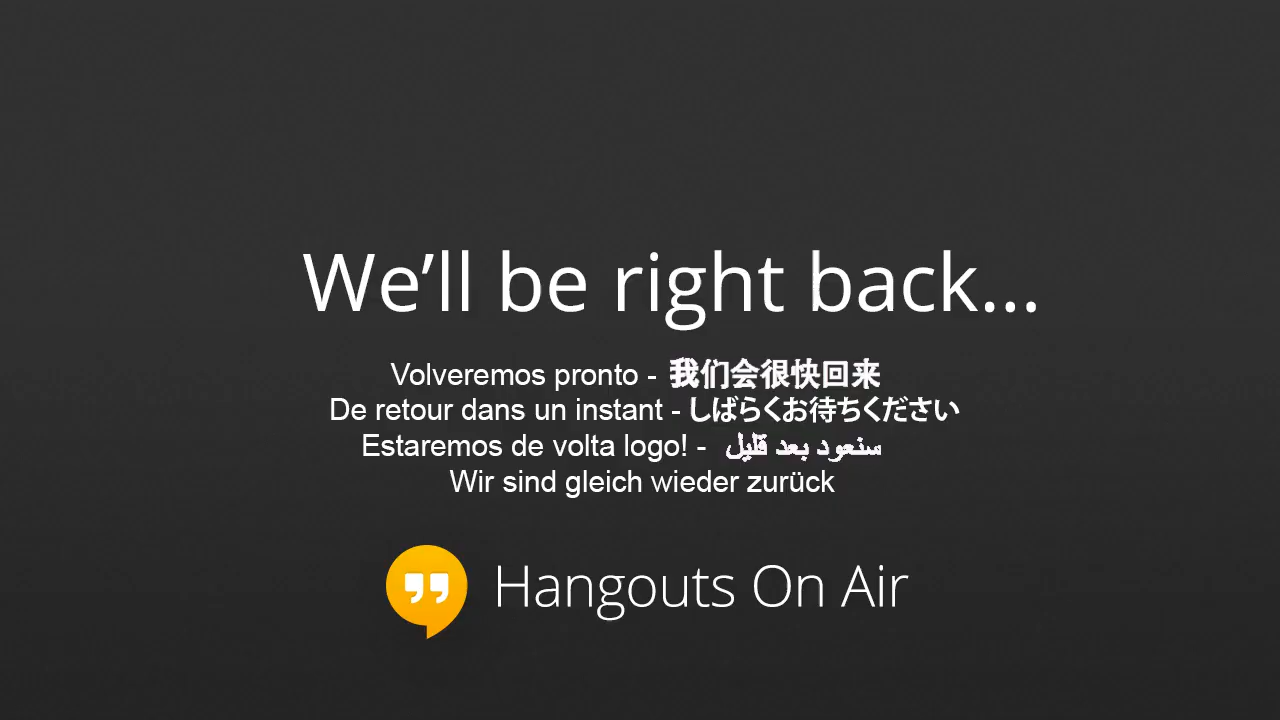 We’ll be right back...
Volveremos pronto - 我们会很快回来
De retour dans un instant - しばらくお待ちください
Estaremos de volta logo! - سنعود بعد قليل
Wir sind gleich wieder zurück
Hangouts On Air